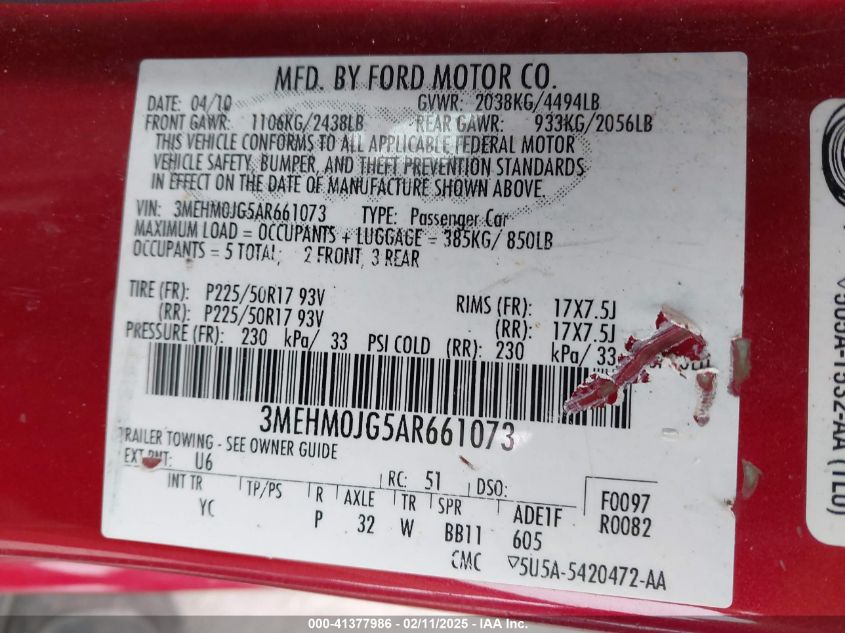 MFD. BY FORD MOTOR CO.
DATE: 04/10 GVWR: 2038KG/4494LB
FRONT GAWR: 1106KG/2438LB REAR GAWR: 933KG/2056LB
THIS VEHICLE CONFORMS TO ALL APPLICABLE FEDERAL MOTOR
VEHICLE SAFETY, BUMPER, AND THEFT PREVENTION STANDARDS
IN EFFECT ON THE DATE OF MANUFACTURE SHOWN ABOVE.
VIN: 3MEHM0JG5AR661073 TYPE: Passenger Car
MAXIMUM LOAD = OCCUPANTS + LUGGAGE = 385KG/ 850LB
OCCUPANTS = 5 TOTAL; 2 FRONT, 3 REAR
TIRE (FR): P225/50R17 93V RIMS (FR): 17X7.5J
(RR): P225/50R17 93V (RR): 17X7.5J
PRESSURE (FR): 230 kPa/ 33 PSI COLD (RR): 230 kPa/ 33
3MEHM0JG5AR661073
TRAILER TOWING - SEE OWNER GUIDE
EXT PNT: U6 RC: 51 DSO:
INT TR TP/PS R AXLE TR SPR ADE1F F0097
YC P 32 W BB11 605 R0082
CMC ▽5U5A-5420472-AA
000-41377986 - 02/11/2025 - IAA Inc.